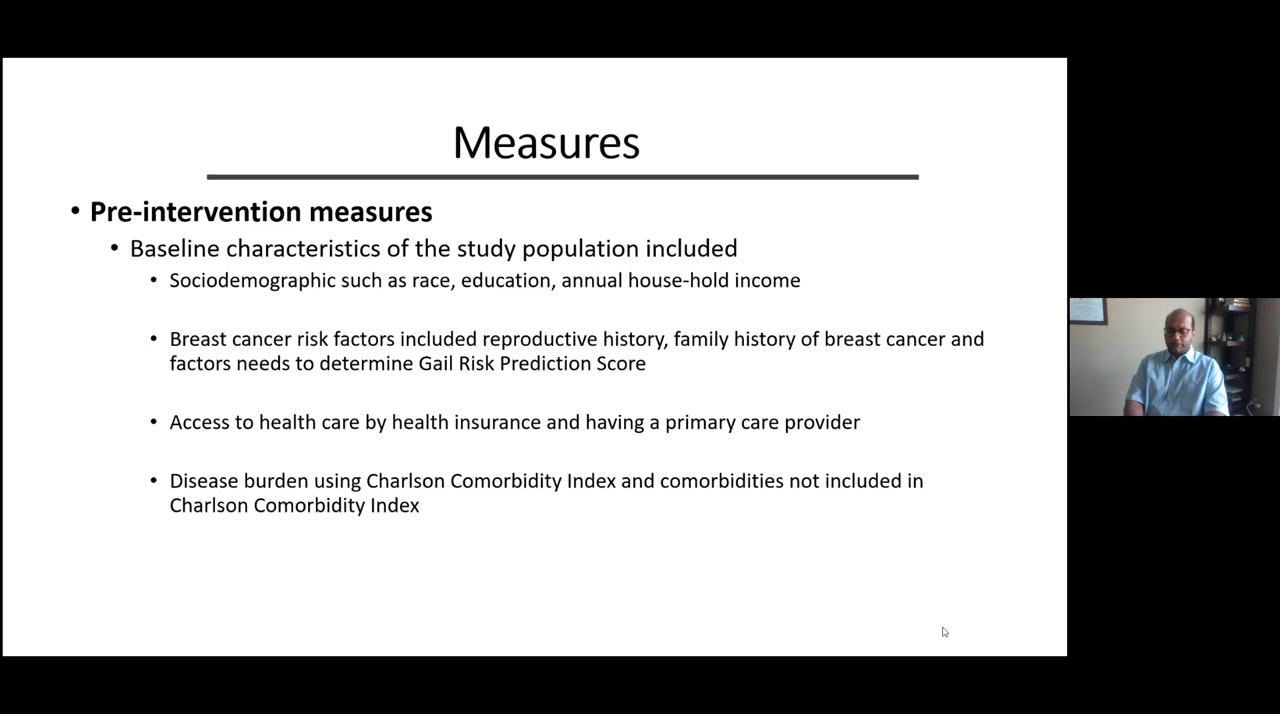 Measures
• Pre-intervention measures
• Baseline characteristics of the study population included
• Sociodemographic such as race, education, annual house-hold income
• Breast cancer risk factors included reproductive history, family history of breast cancer and
factors needs to determine Gail Risk Prediction Score
• Access to health care by health insurance and having a primary care provider
• Disease burden using Charlson Comorbidity Index and comorbidities not included in
Charlson Comorbidity Index